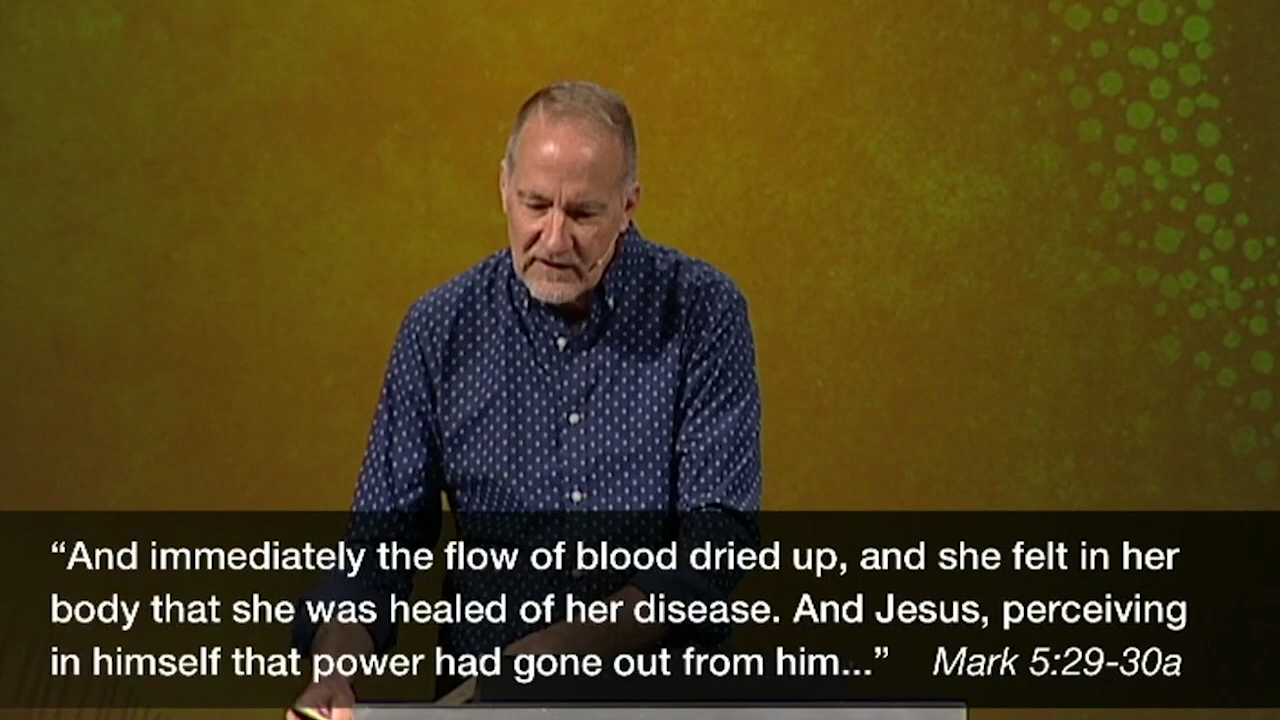 “And immediately the flow of blood dried up, and she felt in her
body that she was healed of her disease. And Jesus, perceiving
in himself that power had gone out from him...” Mark 5:29-30a